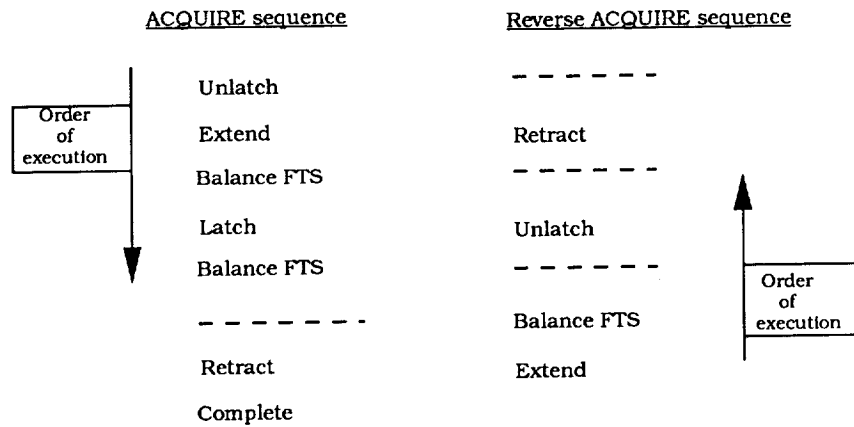 ACQUIRE sequence
Reverse ACQUIRE sequence
Order
of
execution
Unlatch
Extend
Balance FTS
Latch
Balance FTS
Retract
Complete
Retract
Unlatch
Balance FTS
Extend
Order
of
execution